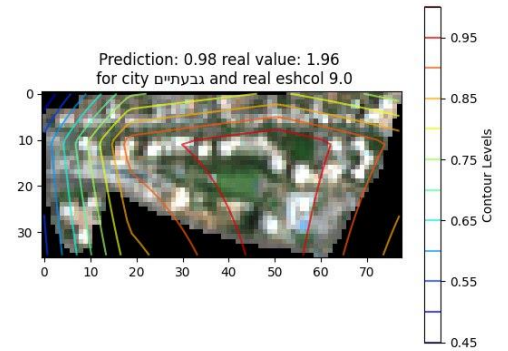 Prediction: 0.98 real value: 1.96
for city גבעתיים and real eshcol 9.0
0
10
20
30
0 10 20 30 40 50 60 70
0.95
0.85
0.75
0.65
0.55
0.45
Contour Levels